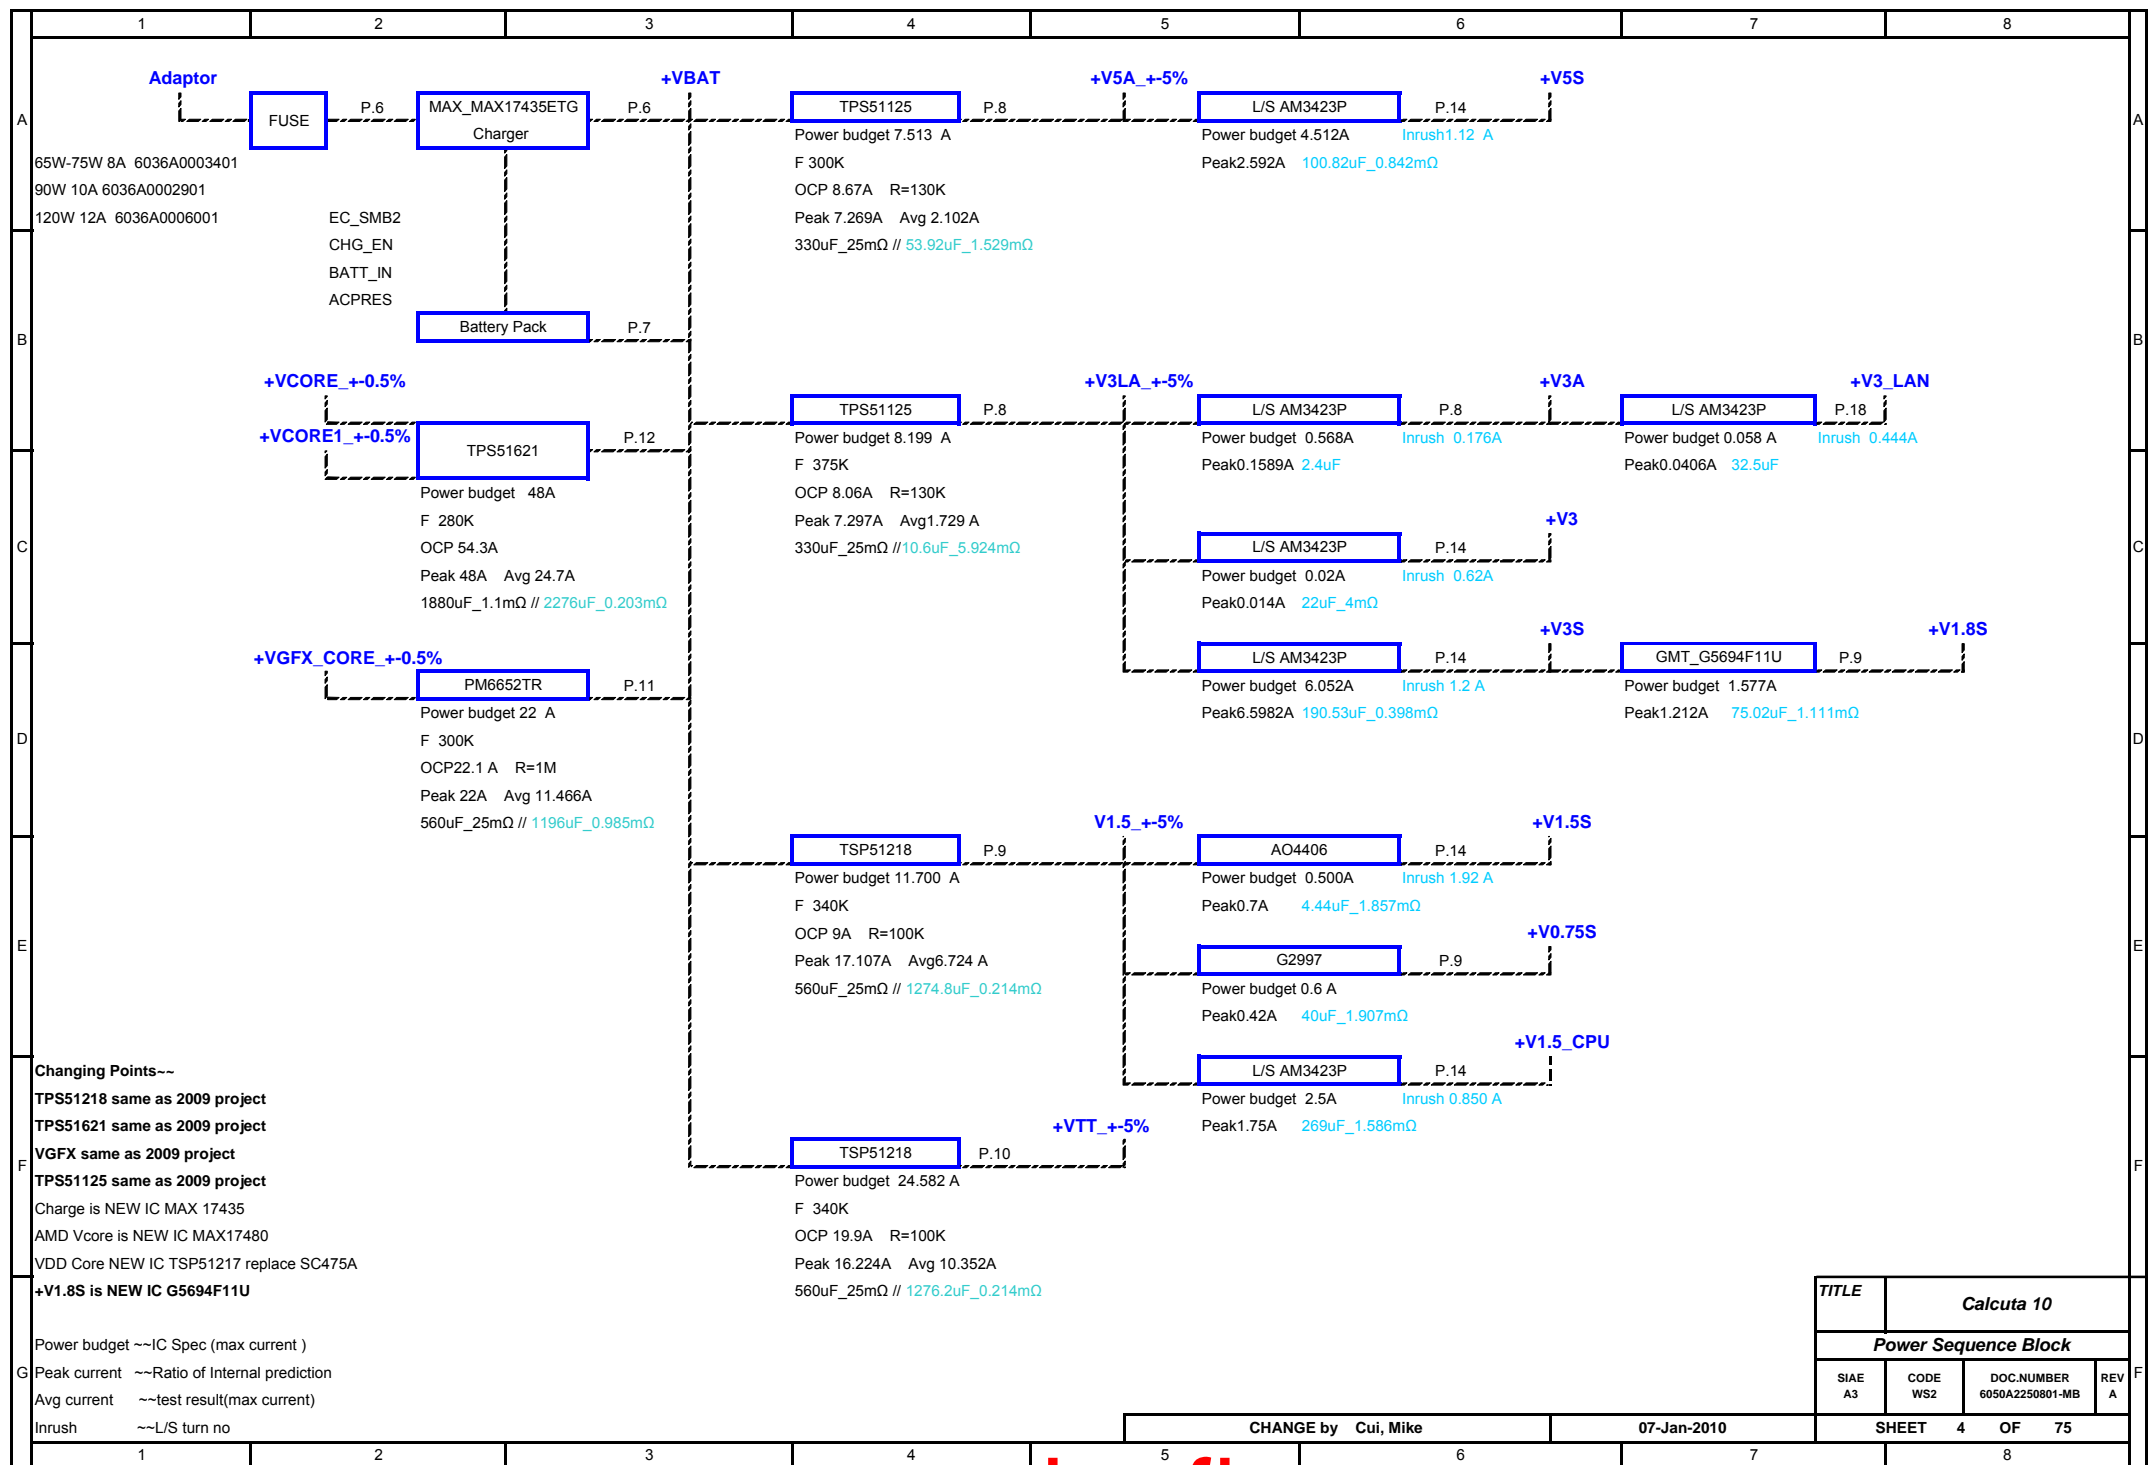 1 2 3 4 5 6 7 8
Adaptor
+VBAT
+V5A_+-5%
+V5S
A
FUSE
P.6
MAX_MAX17435ETG
Charger
P.6
TPS51125
P.8
L/S AM3423P
P.14
A
Power budget 7.513 A
Power budget 4.512A
Inrush1.12 A
65W-75W 8A 6036A0003401
F 300K
Peak2.592A 100.82uF_0.842mΩ
90W 10A 6036A0002901
OCP 8.67A R=130K
120W 12A 6036A0006001
EC_SMB2
Peak 7.269A Avg 2.102A
CHG_EN
330uF_25mΩ // 53.92uF_1.529mΩ
BATT_IN
ACPRES
B
Battery Pack
P.7
B
+VCORE_+-0.5%
+V3LA_+-5%
+V3A
+V3_LAN
TPS51125
P.8
L/S AM3423P
P.8
L/S AM3423P
P.18
+VCORE1_+-0.5%
TPS51621
P.12
Power budget 8.199 A
Power budget 0.568A
Inrush 0.176A
Power budget 0.058 A
Inrush 0.444A
F 375K
Peak0.1589A 2.4uF
Peak0.0406A 32.5uF
Power budget 48A
OCP 8.06A R=130K
F 280K
Peak 7.297A Avg1.729 A
+V3
C
OCP 54.3A
330uF_25mΩ //10.6uF_5.924mΩ
L/S AM3423P
P.14
C
Peak 48A Avg 24.7A
Power budget 0.02A
Inrush 0.62A
1880uF_1.1mΩ // 2276uF_0.203mΩ
Peak0.014A 22uF_4mΩ
+V3S
+V1.8S
+VGFX_CORE_+-0.5%
PM6652TR
P.11
L/S AM3423P
P.14
GMT_G5694F11U
P.9
Power budget 22 A
Power budget 6.052A
Inrush 1.2 A
Power budget 1.577A
Peak6.5982A 190.53uF_0.398mΩ
Peak1.212A 75.02uF_1.111mΩ
D
F 300K
D
OCP22.1 A R=1M
Peak 22A Avg 11.466A
560uF_25mΩ // 1196uF_0.985mΩ
V1.5_+-5%
+V1.5S
TSP51218
P.9
AO4406
P.14
Power budget 11.700 A
Power budget 0.500A
Inrush 1.92 A
F 340K
Peak0.7A 4.44uF_1.857mΩ
E
OCP 9A R=100K
+V0.75S
E
Peak 17.107A Avg6.724 A
G2997
P.9
560uF_25mΩ // 1274.8uF_0.214mΩ
Power budget 0.6 A
Peak0.42A 40uF_1.907mΩ
+V1.5_CPU
Changing Points~~
L/S AM3423P
P.14
TPS51218 same as 2009 project
Power budget 2.5A
Inrush 0.850 A
TPS51621 same as 2009 project
+VTT_+-5%
Peak1.75A 269uF_1.586mΩ
F
VGFX same as 2009 project
TSP51218
P.10
F
TPS51125 same as 2009 project
Power budget 24.582 A
Charge is NEW IC MAX 17435
F 340K
AMD Vcore is NEW IC MAX17480
OCP 19.9A R=100K
VDD Core NEW IC TSP51217 replace SC475A
Peak 16.224A Avg 10.352A
+V1.8S is NEW IC G5694F11U
560uF_25mΩ // 1276.2uF_0.214mΩ
TITLE
Calcuta 10
Power budget ~~IC Spec (max current )
Power Sequence Block
G
Peak current ~~Ratio of Internal prediction
F
SIAE
A3
CODE
WS2
DOC.NUMBER
6050A2250801-MB
REV
A
Avg current ~~test result(max current)
Inrush ~~L/S turn no
CHANGE by Cui, Mike
07-Jan-2010
SHEET 4 OF 75
1 2 3 4 5 6 7 8